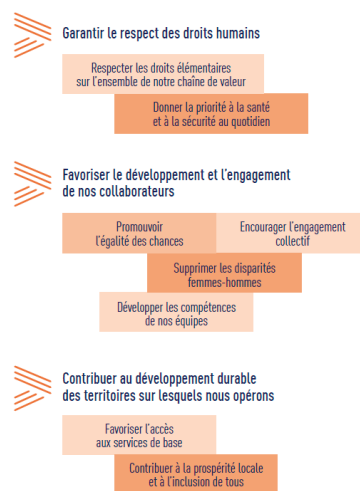 Garantir le respect des droits humains
Respecter les droits élémentaires
sur l'ensemble de notre chaîne de valeur
Donner la priorité à la santé
et à la sécurité au quotidien
Favoriser le développement et l'engagement
de nos collaborateurs
Promouvoir
l'égalité des chances
Encourager l'engagement
collectif
Supprimer les disparités
femmes-hommes
Développer les compétences
de nos équipes
Contribuer au développement durable
des territoires sur lesquels nous opérons
Favoriser l'accès
aux services de base
Contribuer à la prospérité locale
et à l'inclusion de tous